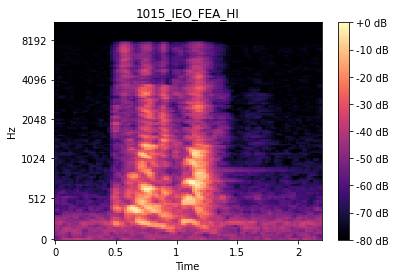 1015_IEO_FEA_HI
+0 dB
8192
-10 dB
4096
-20 dB
-30 dB
2048
Hz
-40 dB
1024
-50 dB
512
-60 dB
-70 dB
0
-80 dB
0 0.5 1 1.5 2
Time